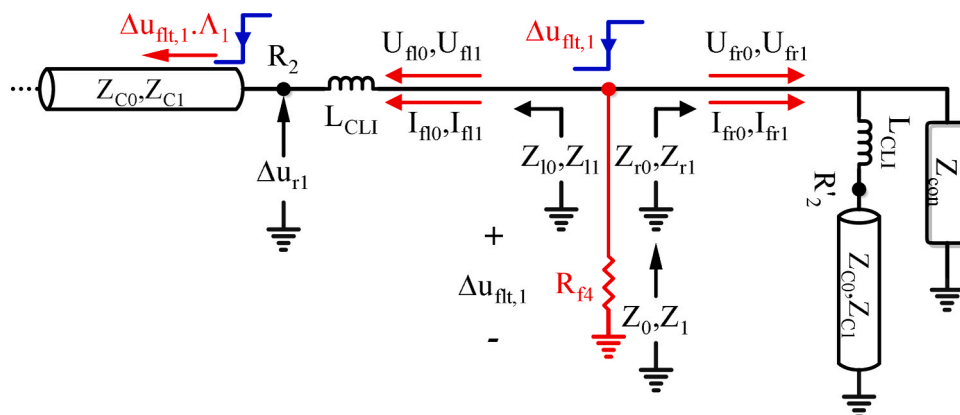 Δu_flt,1.Λ_1
R_2
U_fl0,U_fl1
Δu_flt,1
U_fr0,U_fr1
Z_C0,Z_C1
L_CLI
I_fl0,I_fl1
I_fr0,I_fr1
L_CLI
Δu_r1
Z_l0,Z_l1
Z_r0,Z_r1
R'_2
Z_con
+
Δu_flt,1
-
R_f4
Z_0,Z_1
Z_C0,Z_C1